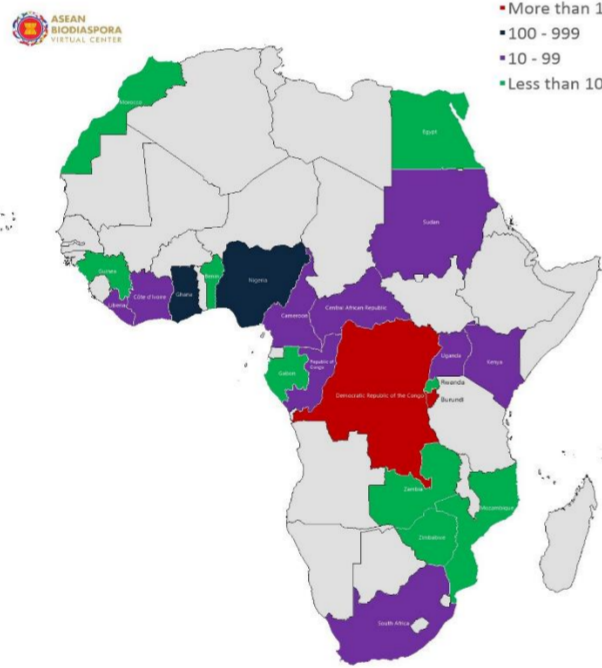 ASEAN
BIODIASPORA
VIRTUAL CENTER
More than 1
100 - 999
10 - 99
Less than 10
Morocco
Egypt
Sudan
Guinea
Liberia
Côte d'Ivoire
Ghana
Benin
Nigeria
Cameroon
Central African Republic
Gabon
Republic of
Congo
Democratic Republic of the Congo
Uganda
Kenya
Rwanda
Burundi
Zambia
Mozambique
Zimbabwe
South Africa